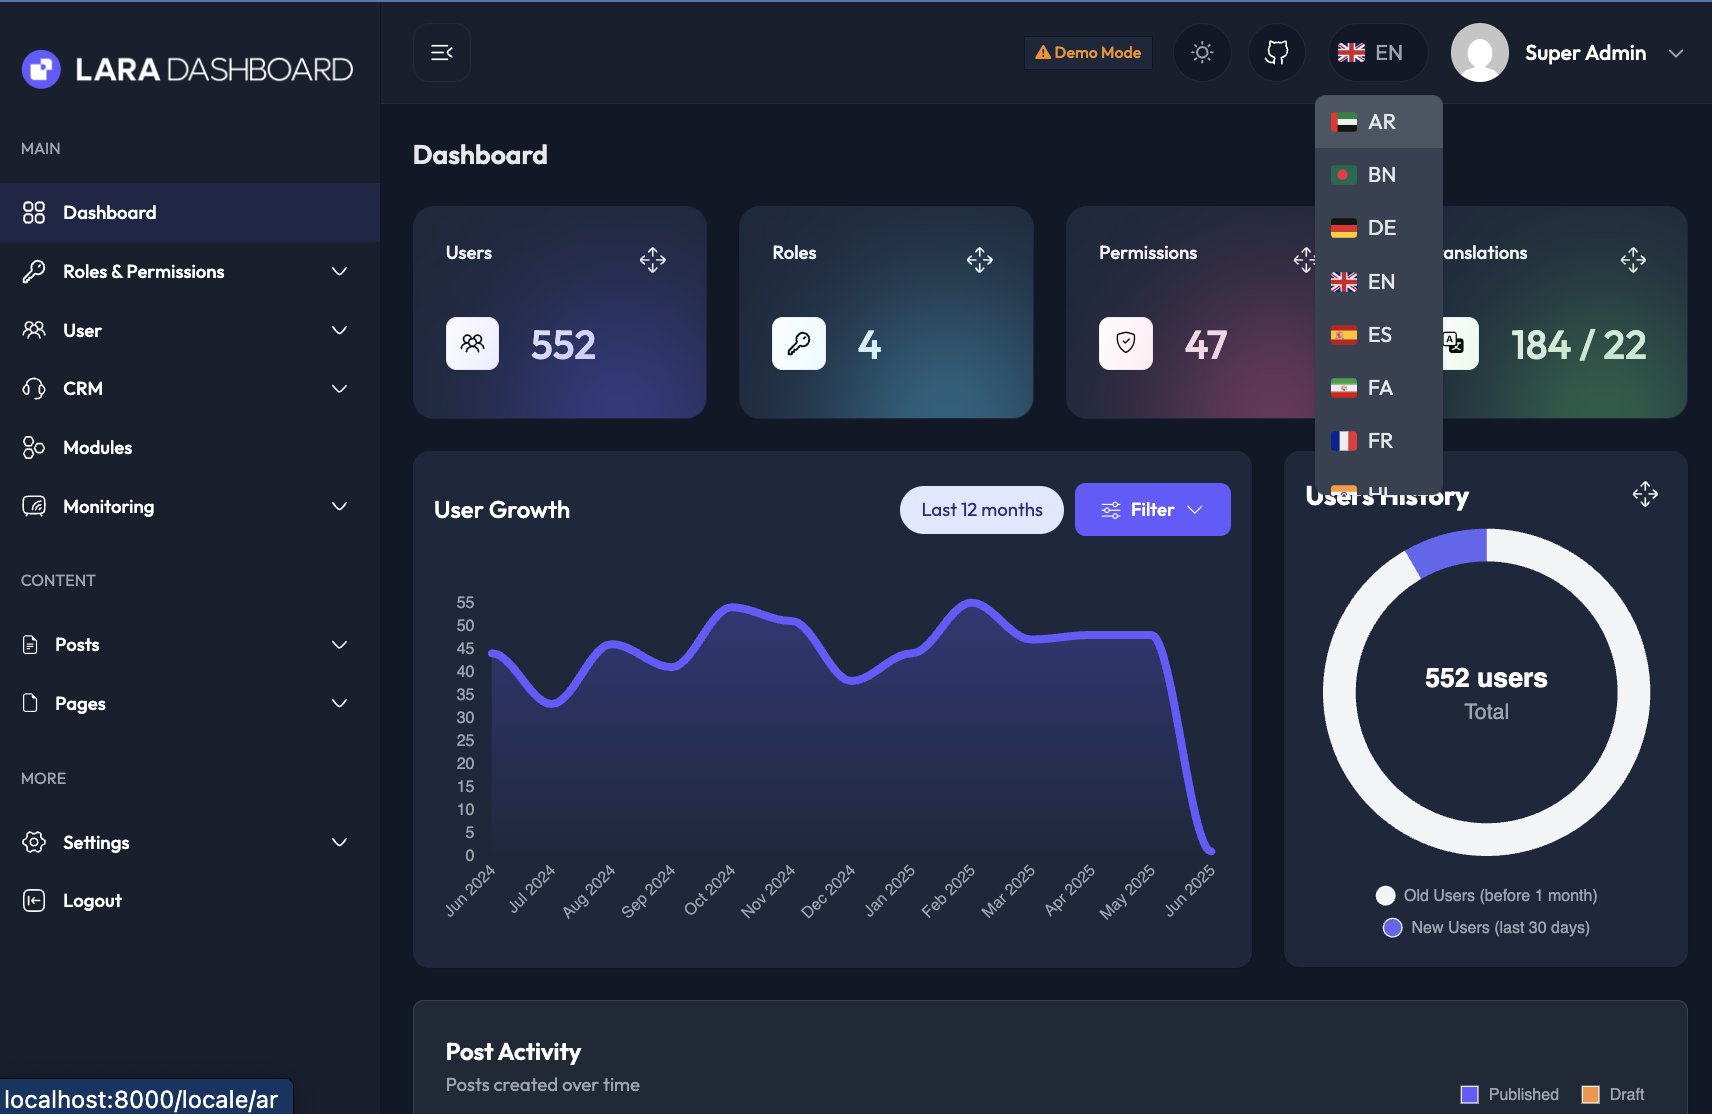 LARA DASHBOARD
Demo Mode
EN
Super Admin
MAIN
Dashboard
Roles & Permissions
User
CRM
Modules
Monitoring
CONTENT
Posts
Pages
MORE
Settings
Logout
localhost:8000/locale/ar
AR
BN
DE
EN
ES
FA
FR
Dashboard
Users
552
Roles
4
Permissions
47
anslations
184 / 22
User Growth
Last 12 months
Filter
55
50
45
40
35
30
25
20
15
10
5
0
Jun 2024
Jul 2024
Aug 2024
Sep 2024
Oct 2024
Nov 2024
Dec 2024
Jan 2025
Feb 2025
Mar 2025
Apr 2025
May 2025
Jun 2025
Users History
552 users
Total
Old Users (before 1 month)
New Users (last 30 days)
Post Activity
Posts created over time
Published
Draft